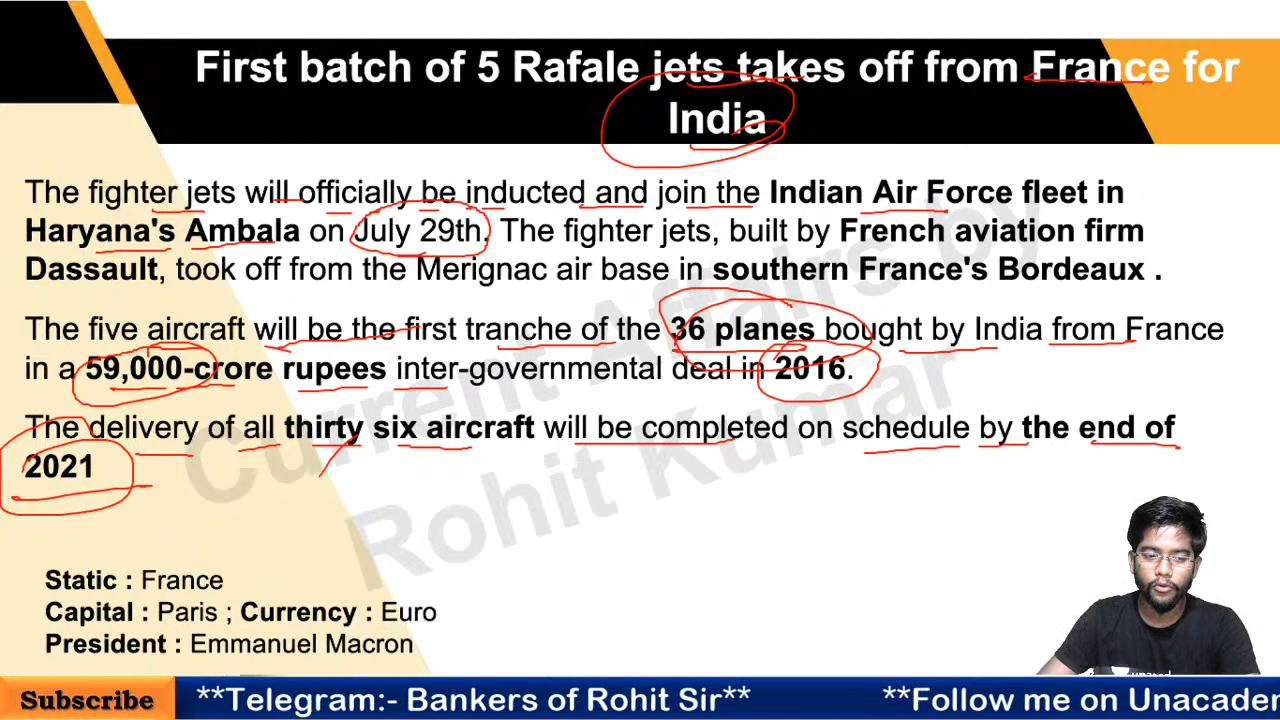 First batch of 5 Rafale jets takes off from France for
India
The fighter jets will officially be inducted and join the Indian Air Force fleet in
Haryana's Ambala on July 29th. The fighter jets, built by French aviation firm
Dassault, took off from the Merignac air base in southern France's Bordeaux .
The five aircraft will be the first tranche of the 36 planes bought by India from France
in a 59,000-crore rupees inter-governmental deal in 2016.
The delivery of all thirty six aircraft will be completed on schedule by the end of
2021
Current Affairs by
Rohit Kumar
Static : France
Capital : Paris ; Currency : Euro
President : Emmanuel Macron
Subscribe **Telegram:- Bankers of Rohit Sir** **Follow me on Unacadem